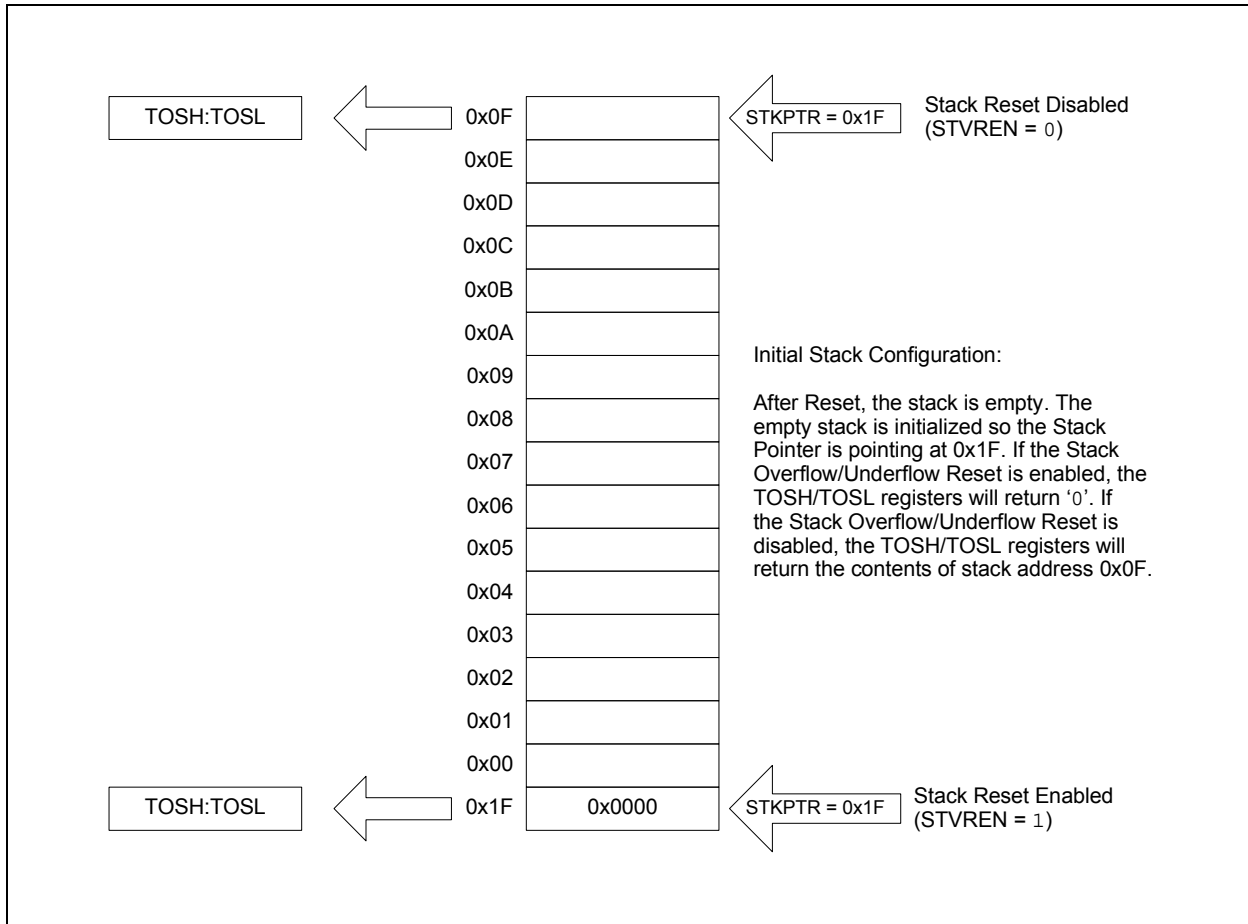 TOSH:TOSL
0x0F
STKPTR = 0x1F
Stack Reset Disabled
(STVREN = 0)
0x0E
0x0D
0x0C
0x0B
0x0A
0x09
0x08
0x07
0x06
0x05
0x04
0x03
0x02
0x01
0x00
Initial Stack Configuration:
After Reset, the stack is empty. The
empty stack is initialized so the Stack
Pointer is pointing at 0x1F. If the Stack
Overflow/Underflow Reset is enabled, the
TOSH/TOSL registers will return ‘0’. If
the Stack Overflow/Underflow Reset is
disabled, the TOSH/TOSL registers will
return the contents of stack address 0x0F.
TOSH:TOSL
0x1F
0x0000
STKPTR = 0x1F
Stack Reset Enabled
(STVREN = 1)